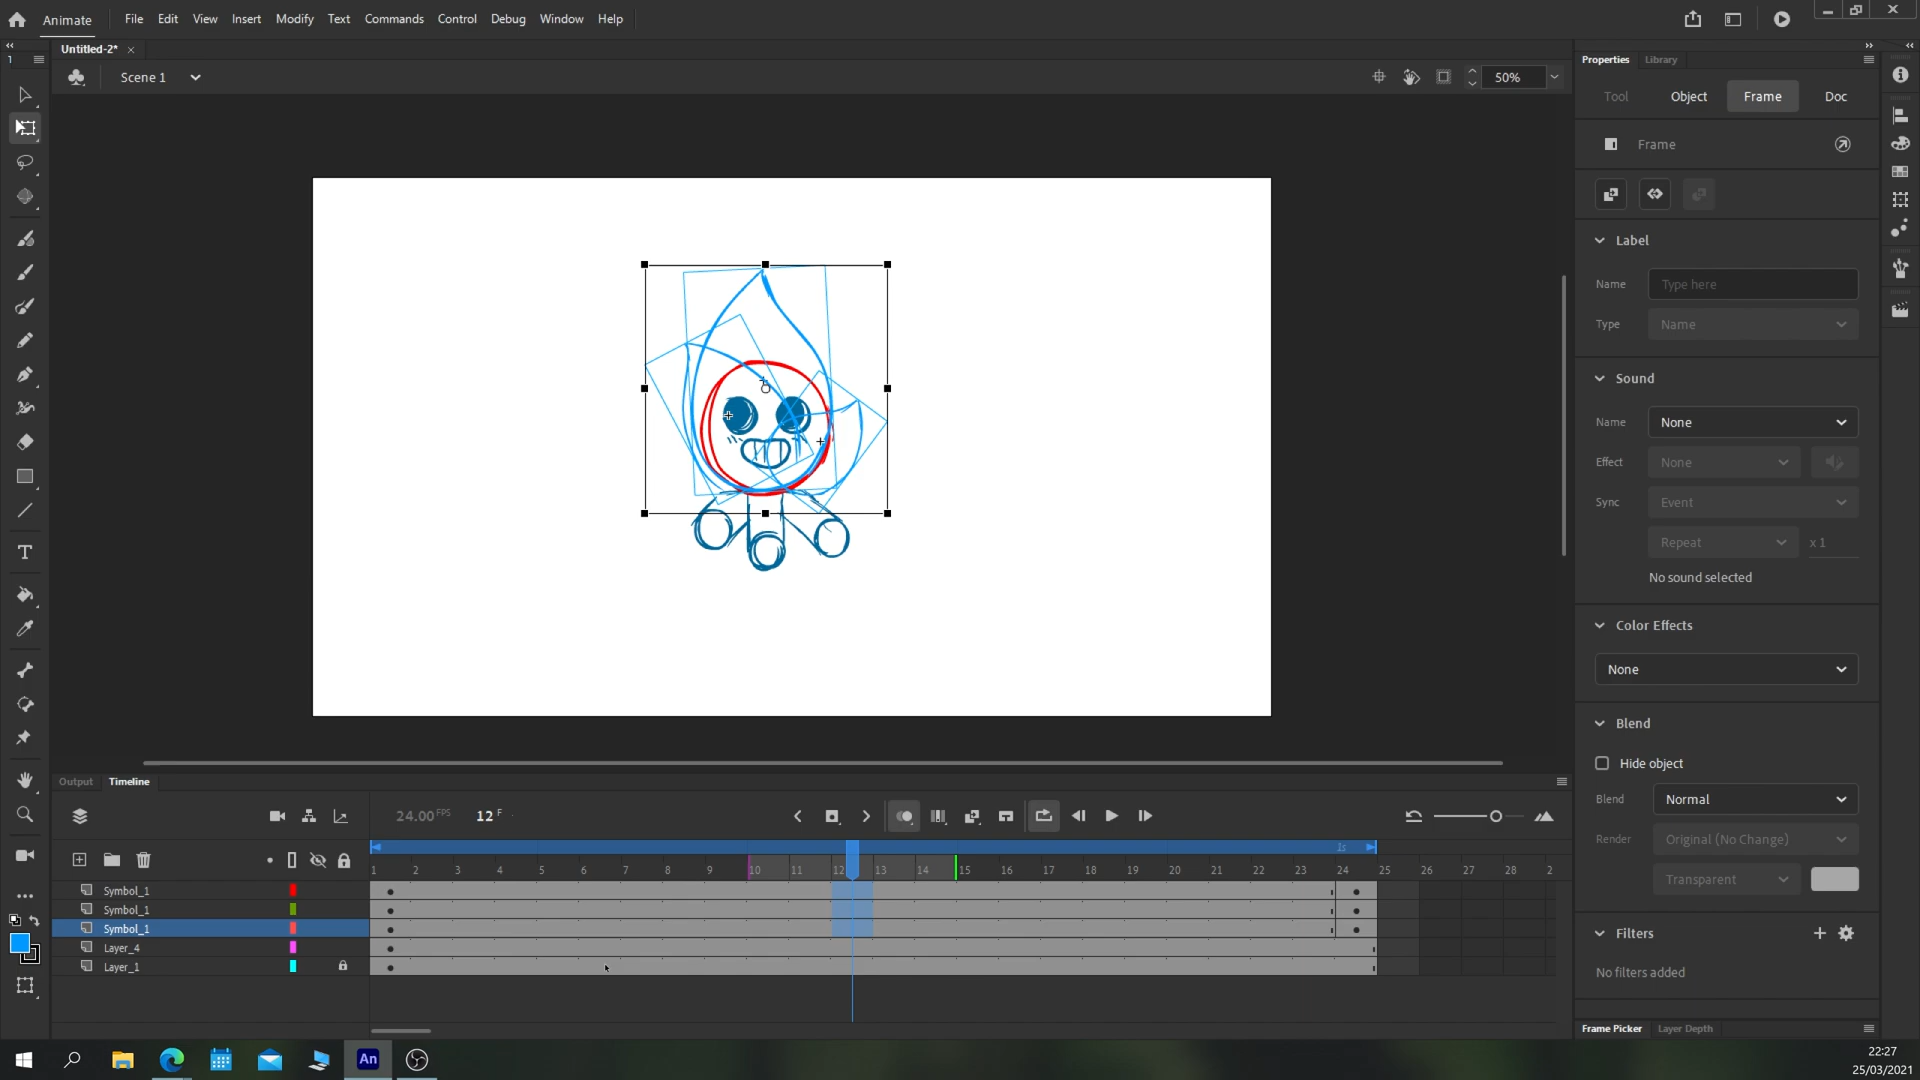 Animate File Edit View Insert Modify Text Commands Control Debug Window Help
1 Untitled-2* ×
Scene 1 50%
Properties Library
Tool Object Frame Doc
Frame
Label
Name Type here
Type Name
Sound
Name None
Effect None
Sync Event
Repeat x 1
No sound selected
Color Effects
None
Blend
Hide object
Blend Normal
Render Original (No Change)
Transparent
Filters
No filters added
Frame Picker Layer Depth
T
Output Timeline
24.00 FPS 12 F
1s
1 2 3 4 5 6 7 8 9 10 11 12 13 14 15 16 17 18 19 20 21 22 23 24 25 26 27 28 2
Symbol_1
Symbol_1
Symbol_1
Layer_4
Layer_1
An
22:27
25/03/2021